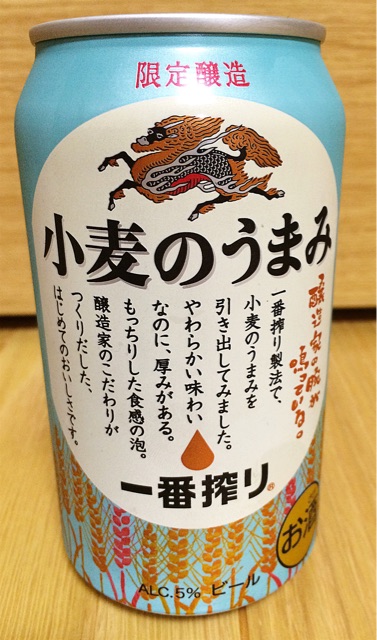 限定醸造
小麦のうまみ
一番搾り製法で、
小麦のうまみを
引き出してみました。
やわらかい味わい
なのに、厚みがある。
もっちりした食感の泡。
醸造家のこだわりが
つくりだした、
はじめてのおいしさです。
醸造家の腕が
鳴っている。
一番搾り®
お酒
ALC.5% ビール